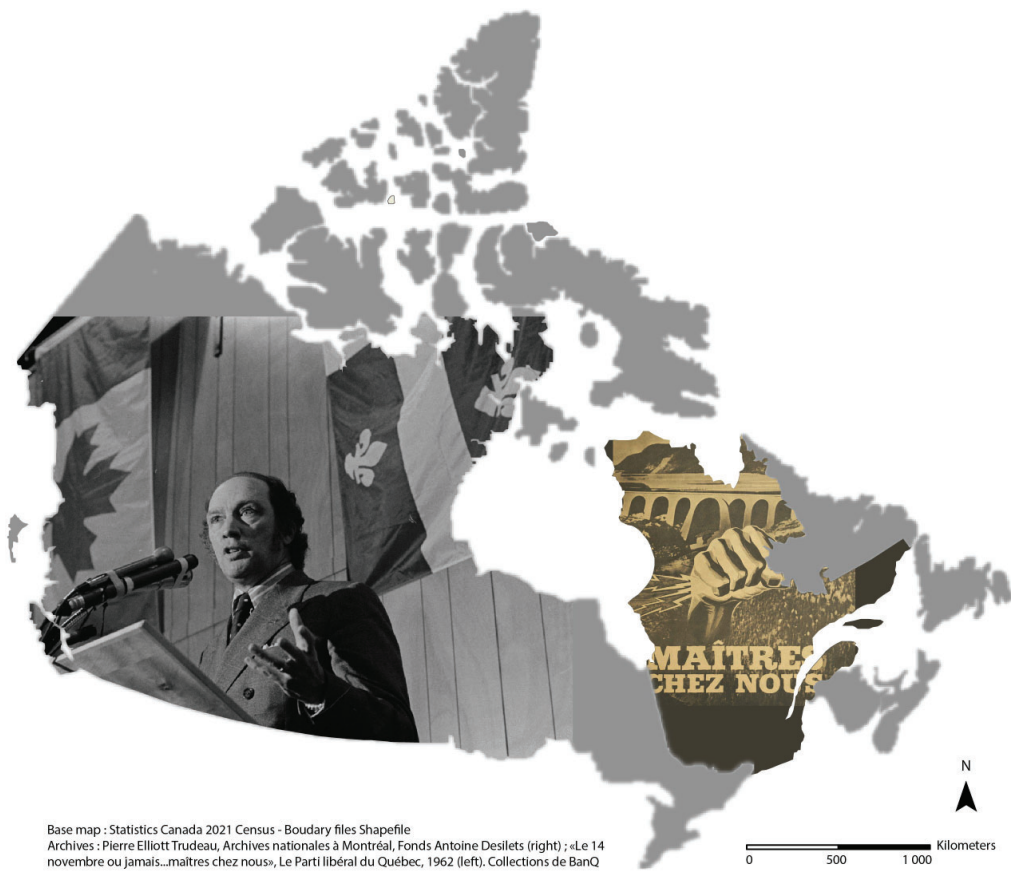 MAÎTRES
CHEZ NOUS
N
Kilometers
0 500 1 000
Base map : Statistics Canada 2021 Census - Boudary files Shapefile
Archives : Pierre Elliott Trudeau, Archives nationales à Montréal, Fonds Antoine Desilets (right) ; «Le 14
novembre ou jamais...maîtres chez nous», Le Parti libéral du Québec, 1962 (left). Collections de BanQ